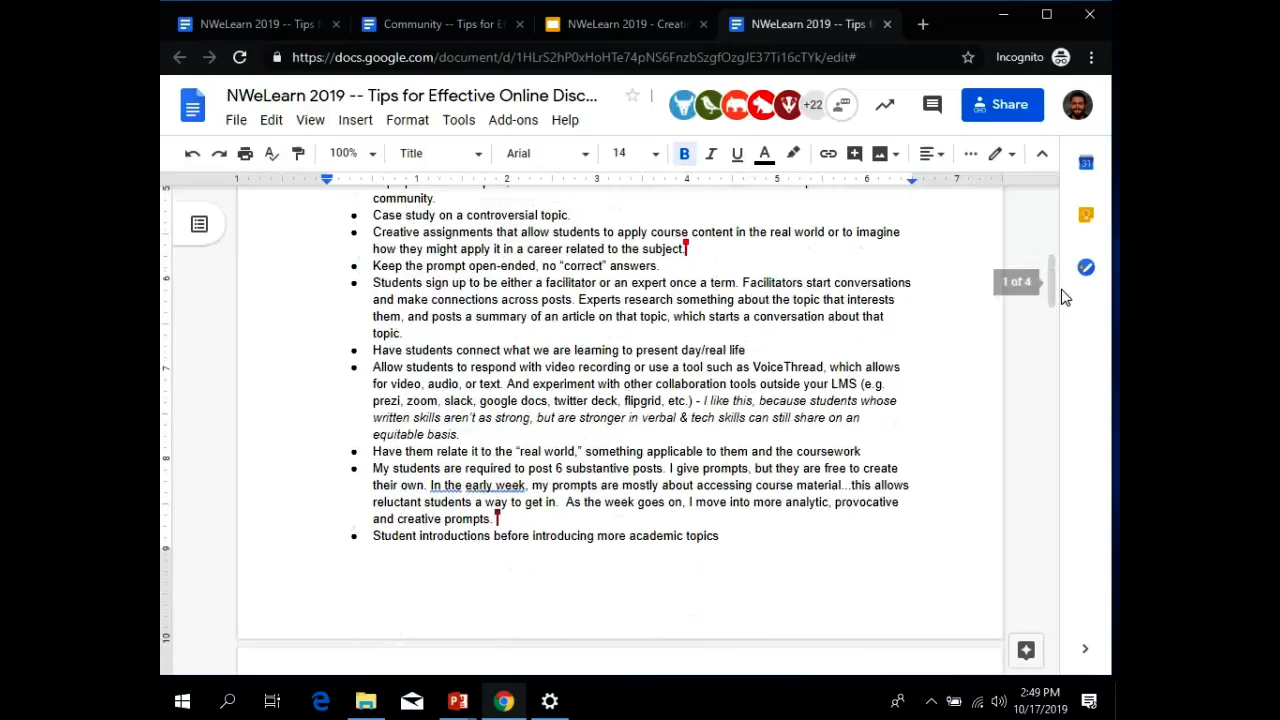 NWeLearn 2019 -- Tips f
Community -- Tips for Ef
NWeLearn 2019 - Creati
NWeLearn 2019 -- Tips f
https://docs.google.com/document/d/1HLrS2hP0xHoHTe74pNS6FnzbSzgfOzgJE37Ti16cTYk/edit#
Incognito
NWeLearn 2019 -- Tips for Effective Online Disc...
+22
Share
File Edit View Insert Format Tools Add-ons Help
100% Title Arial 14 B I U A
1 1 2 3 4 5 6 7
31
community.
● Case study on a controversial topic.
● Creative assignments that allow students to apply course content in the real world or to imagine
how they might apply it in a career related to the subject.
● Keep the prompt open-ended, no “correct” answers.
● Students sign up to be either a facilitator or an expert once a term. Facilitators start conversations
and make connections across posts. Experts research something about the topic that interests
them, and posts a summary of an article on that topic, which starts a conversation about that
topic.
● Have students connect what we are learning to present day/real life
● Allow students to respond with video recording or use a tool such as VoiceThread, which allows
for video, audio, or text. And experiment with other collaboration tools outside your LMS (e.g.
prezi, zoom, slack, google docs, twitter deck, flipgrid, etc.) - I like this, because students whose
written skills aren’t as strong, but are stronger in verbal & tech skills can still share on an
equitable basis.
● Have them relate it to the “real world,” something applicable to them and the coursework
● My students are required to post 6 substantive posts. I give prompts, but they are free to create
their own. In the early week, my prompts are mostly about accessing course material...this allows
reluctant students a way to get in. As the week goes on, I move into more analytic, provocative
and creative prompts.
● Student introductions before introducing more academic topics
1 of 4
5
6
7
8
9
10
2:49 PM
10/17/2019